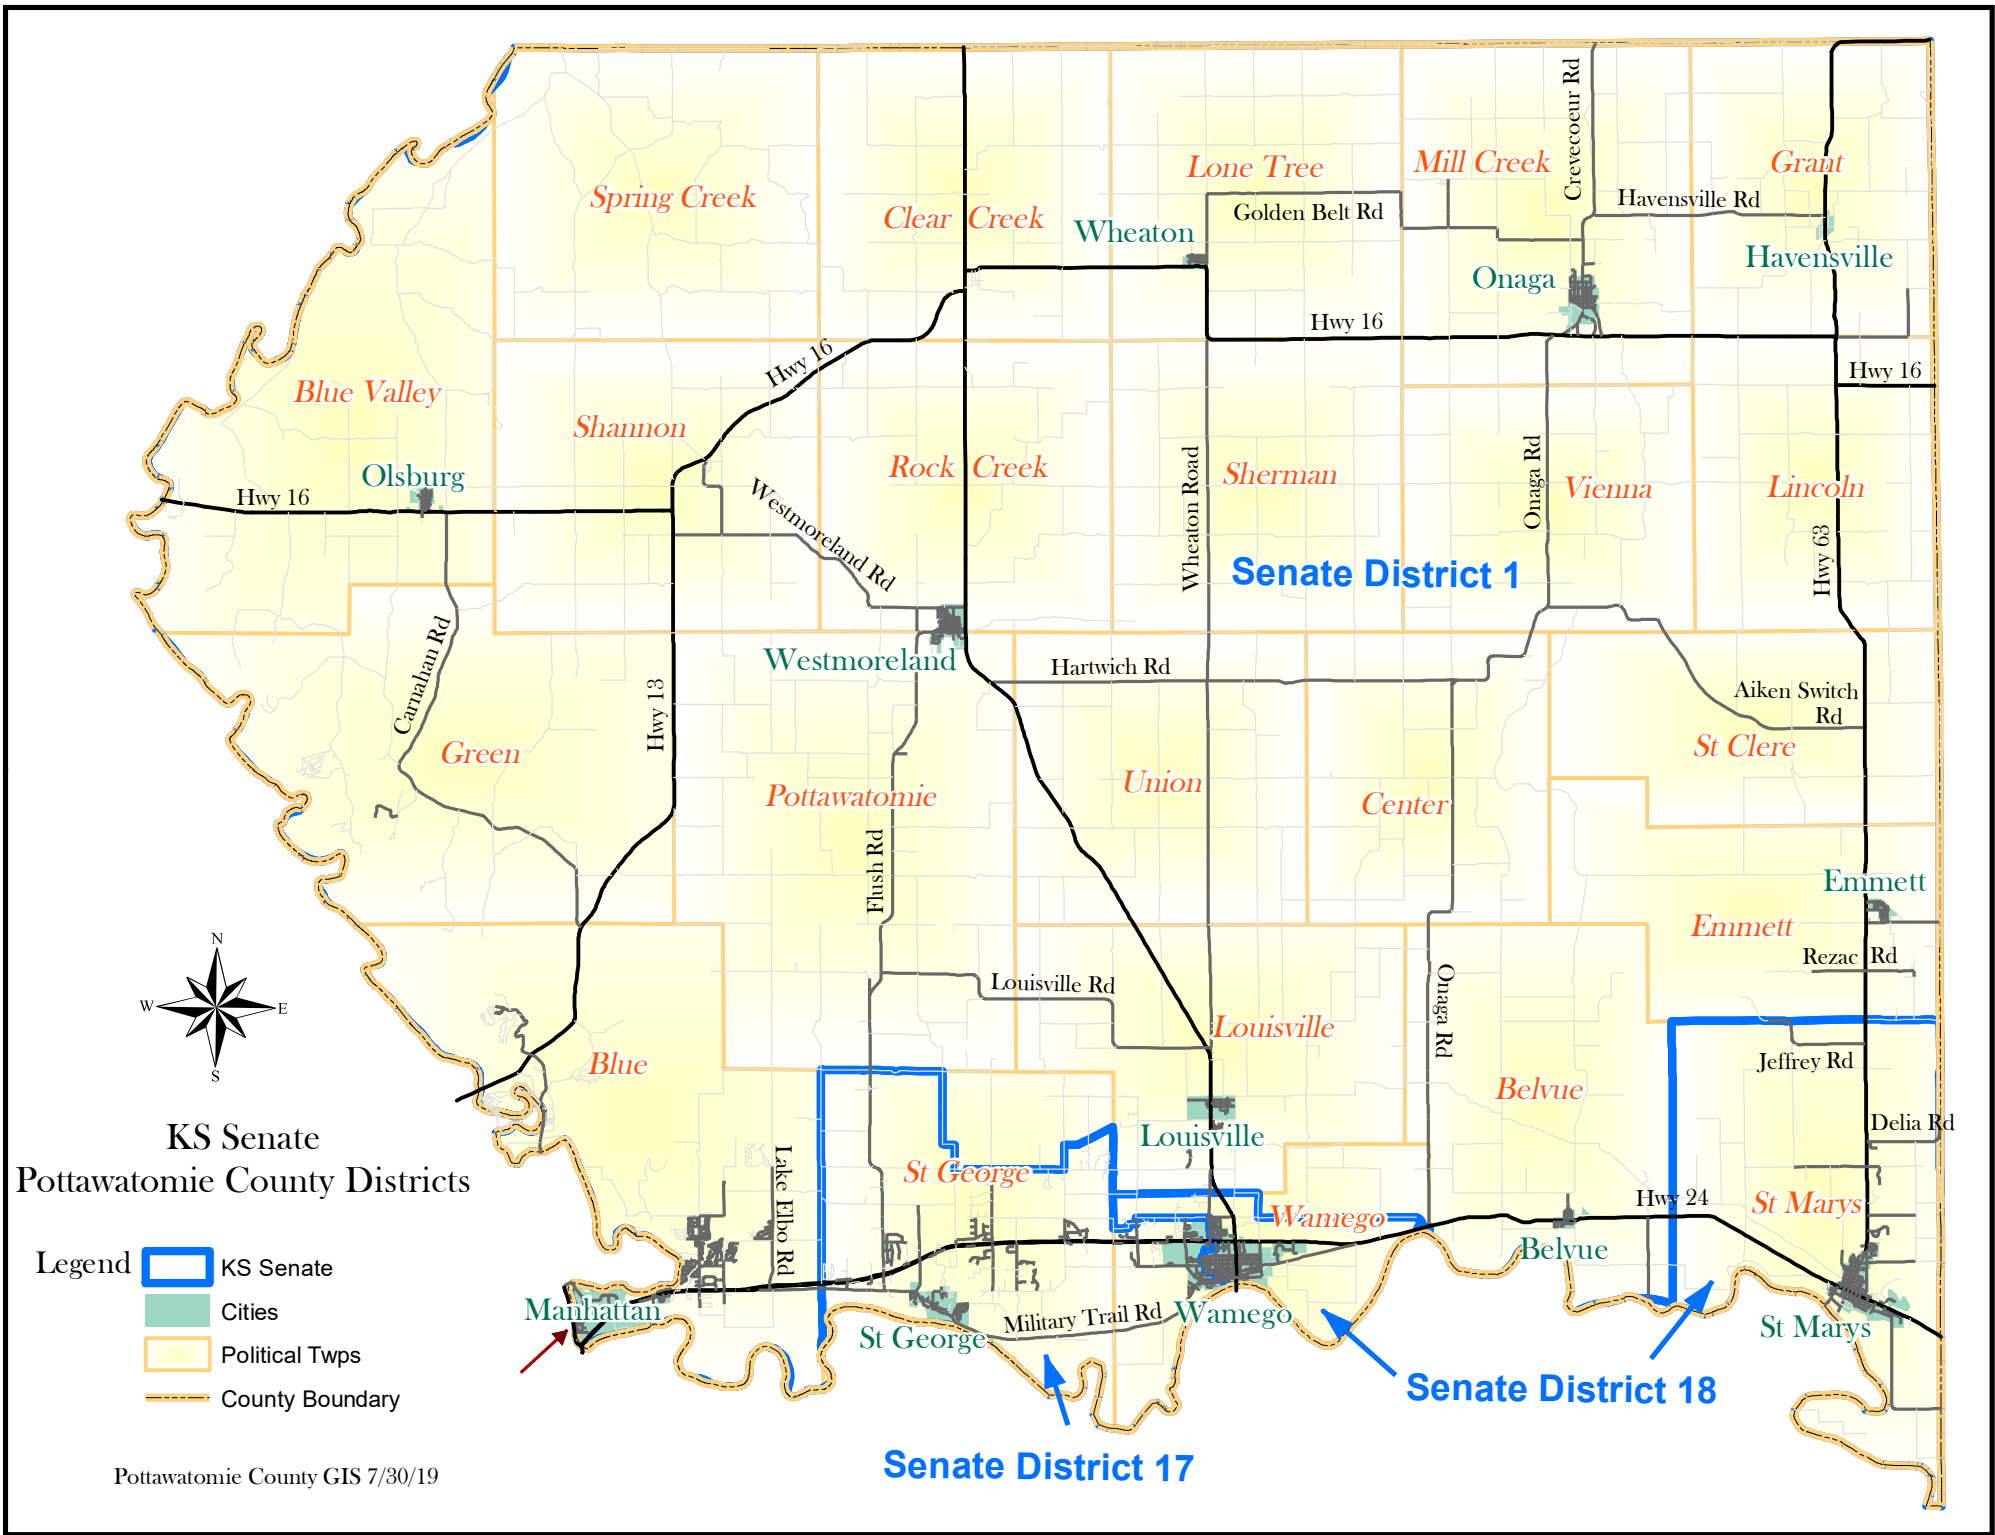 Crevecoeur Rd
Lone Tree
Mill Creek
Grant
Spring Creek
Havensville Rd
Clear Creek
Golden Belt Rd
Wheaton
Havensville
Onaga
Hwy 16
Hwy 16
Hwy 16
Blue Valley
Shannon
Rock Creek
Sherman
Vienna
Lincoln
Olsburg
Hwy 16
Westmoreland Rd
Wheaton Road
Onaga Rd
Hwy 63
Senate District 1
Carnahan Rd
Westmoreland
Hartwich Rd
Hwy 13
Aiken Switch
Rd
St Clere
Green
Pottawatomie
Union
Center
Flush Rd
Emmett
Emmett
Rezac Rd
Louisville Rd
Onaga Rd
N
W
E
S
Louisville
Blue
Jeffrey Rd
Belvue
Delia Rd
KS Senate
Pottawatomie County Districts
Louisville
Lake Elbo Rd
St George
Hwy 24
St Marys
Wamego
Belvue
Legend
KS Senate
Cities
Political Twps
County Boundary
Manhattan
St George
Military Trail Rd
Wamego
St Marys
Senate District 18
Senate District 17
Pottawatomie County GIS 7/30/19